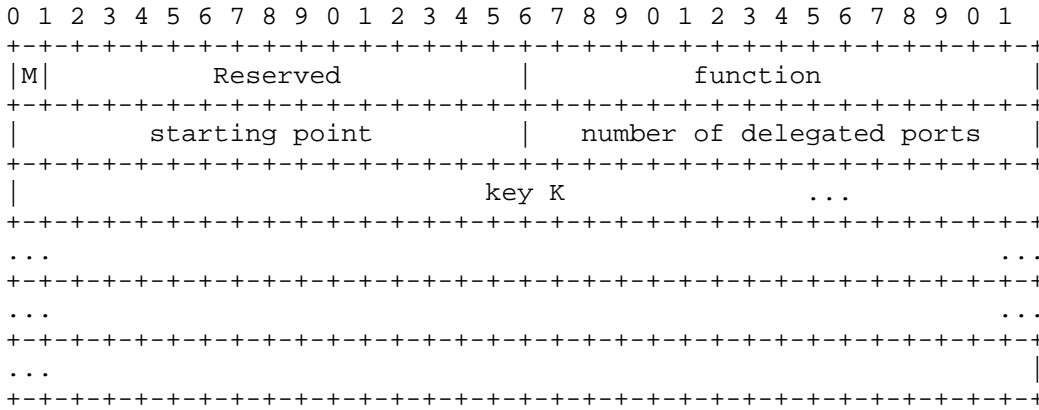 0 1 2 3 4 5 6 7 8 9 0 1 2 3 4 5 6 7 8 9 0 1 2 3 4 5 6 7 8 9 0 1
+-+-+-+-+-+-+-+-+-+-+-+-+-+-+-+-+-+-+-+-+-+-+-+-+-+-+-+-+-+-+-+-+
|M|          Reserved           |          function             |
+-+-+-+-+-+-+-+-+-+-+-+-+-+-+-+-+-+-+-+-+-+-+-+-+-+-+-+-+-+-+-+-+
|        starting point         |   number of delegated ports   |
+-+-+-+-+-+-+-+-+-+-+-+-+-+-+-+-+-+-+-+-+-+-+-+-+-+-+-+-+-+-+-+-+
|                             key K               ...
+-+-+-+-+-+-+-+-+-+-+-+-+-+-+-+-+-+-+-+-+-+-+-+-+-+-+-+-+-+-+-+-+
...                                                           ...
+-+-+-+-+-+-+-+-+-+-+-+-+-+-+-+-+-+-+-+-+-+-+-+-+-+-+-+-+-+-+-+-+
...                                                           ...
+-+-+-+-+-+-+-+-+-+-+-+-+-+-+-+-+-+-+-+-+-+-+-+-+-+-+-+-+-+-+-+-+
...                                                             |
+-+-+-+-+-+-+-+-+-+-+-+-+-+-+-+-+-+-+-+-+-+-+-+-+-+-+-+-+-+-+-+-+